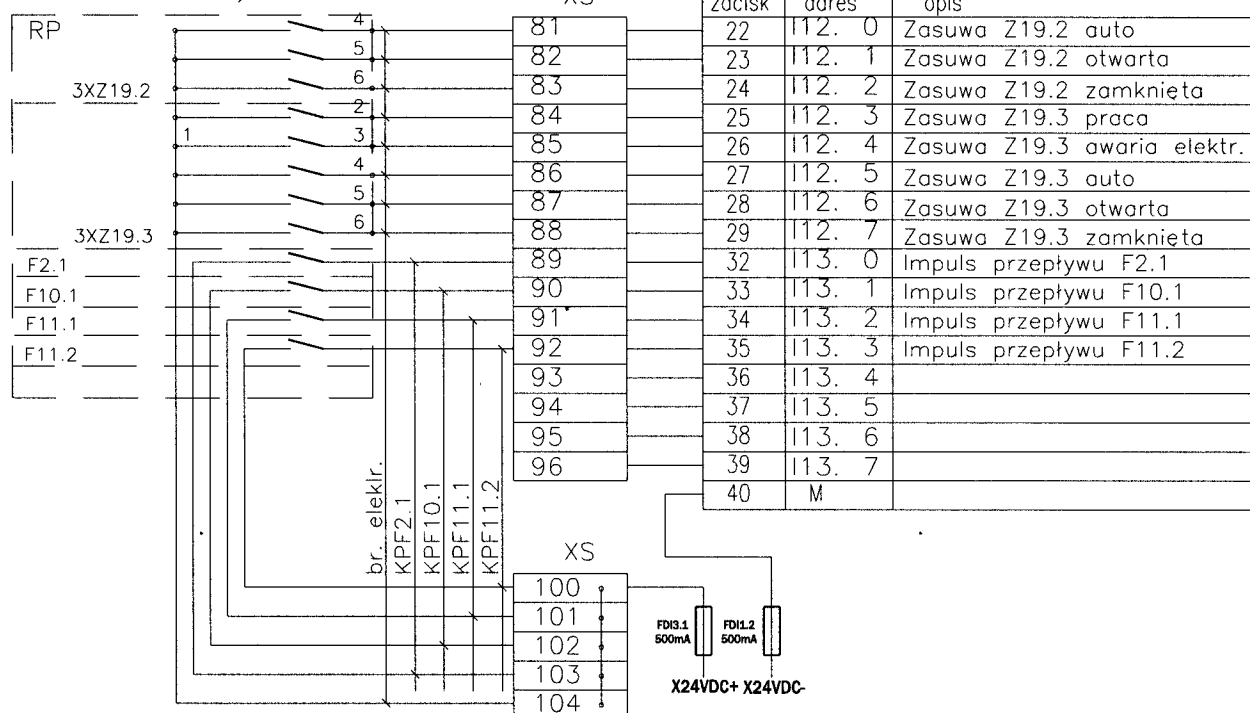 XS
zacisk adres opis
RP
4 81 22 I12. 0 Zasuwa Z19.2 auto
5 82 23 I12. 1 Zasuwa Z19.2 otwarta
3XZ19.2 6 83 24 I12. 2 Zasuwa Z19.2 zamknięta
2 84 25 I12. 3 Zasuwa Z19.3 praca
1 3 85 26 I12. 4 Zasuwa Z19.3 awaria elektr.
4 86 27 I12. 5 Zasuwa Z19.3 auto
5 87 28 I12. 6 Zasuwa Z19.3 otwarta
3XZ19.3 6 88 29 I12. 7 Zasuwa Z19.3 zamknięta
F2.1 89 32 I13. 0 Impuls przepływu F2.1
F10.1 90 33 I13. 1 Impuls przepływu F10.1
F11.1 91 34 I13. 2 Impuls przepływu F11.1
F11.2 92 35 I13. 3 Impuls przepływu F11.2
93 36 I13. 4
94 37 I13. 5
95 38 I13. 6
96 39 I13. 7
40 M
br. elektr.
KPF2.1
KPF10.1
KPF11.1
KPF11.2
XS
100
101
102
103
104
FDI3.1
500mA
FDI1.2
500mA
X24VDC+ X24VDC-